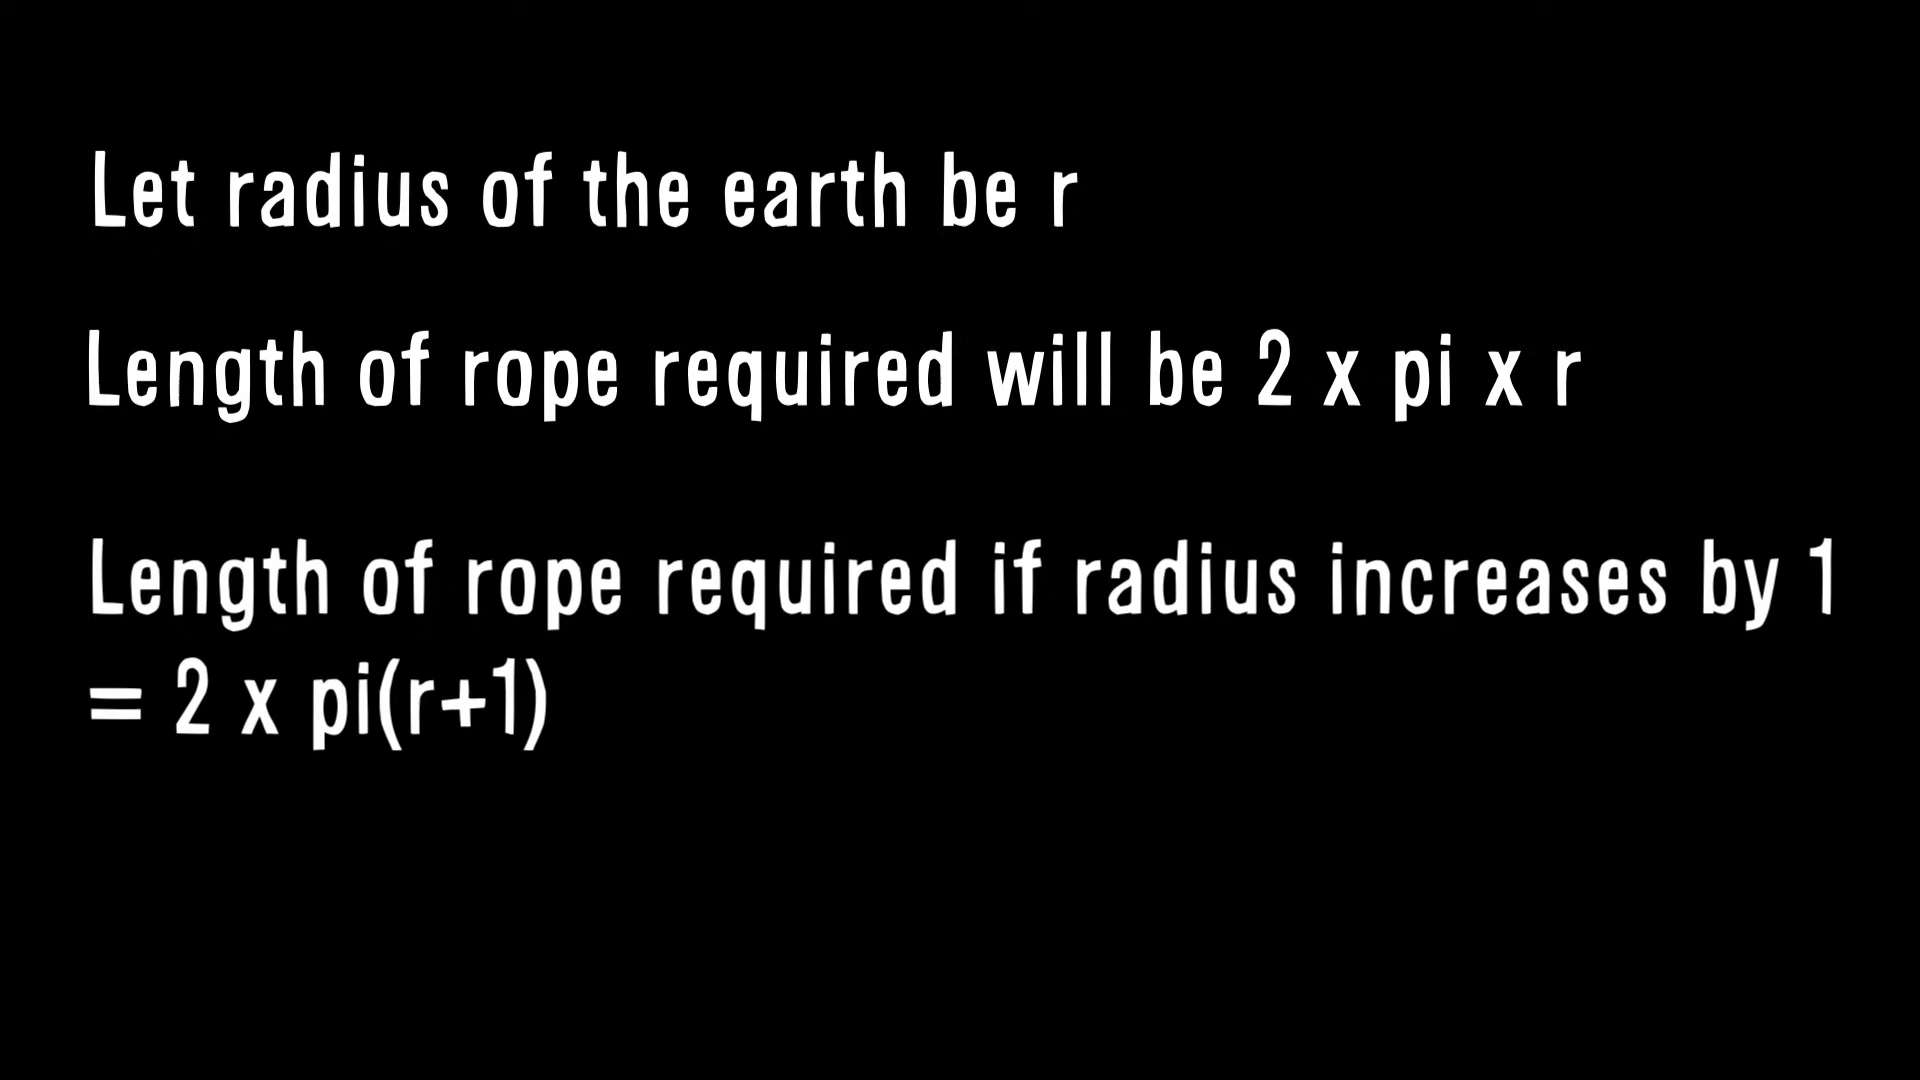 Let radius of the earth be r
Length of rope required will be 2 x pi x r
Length of rope required if radius increases by 1
= 2 x pi(r+1)